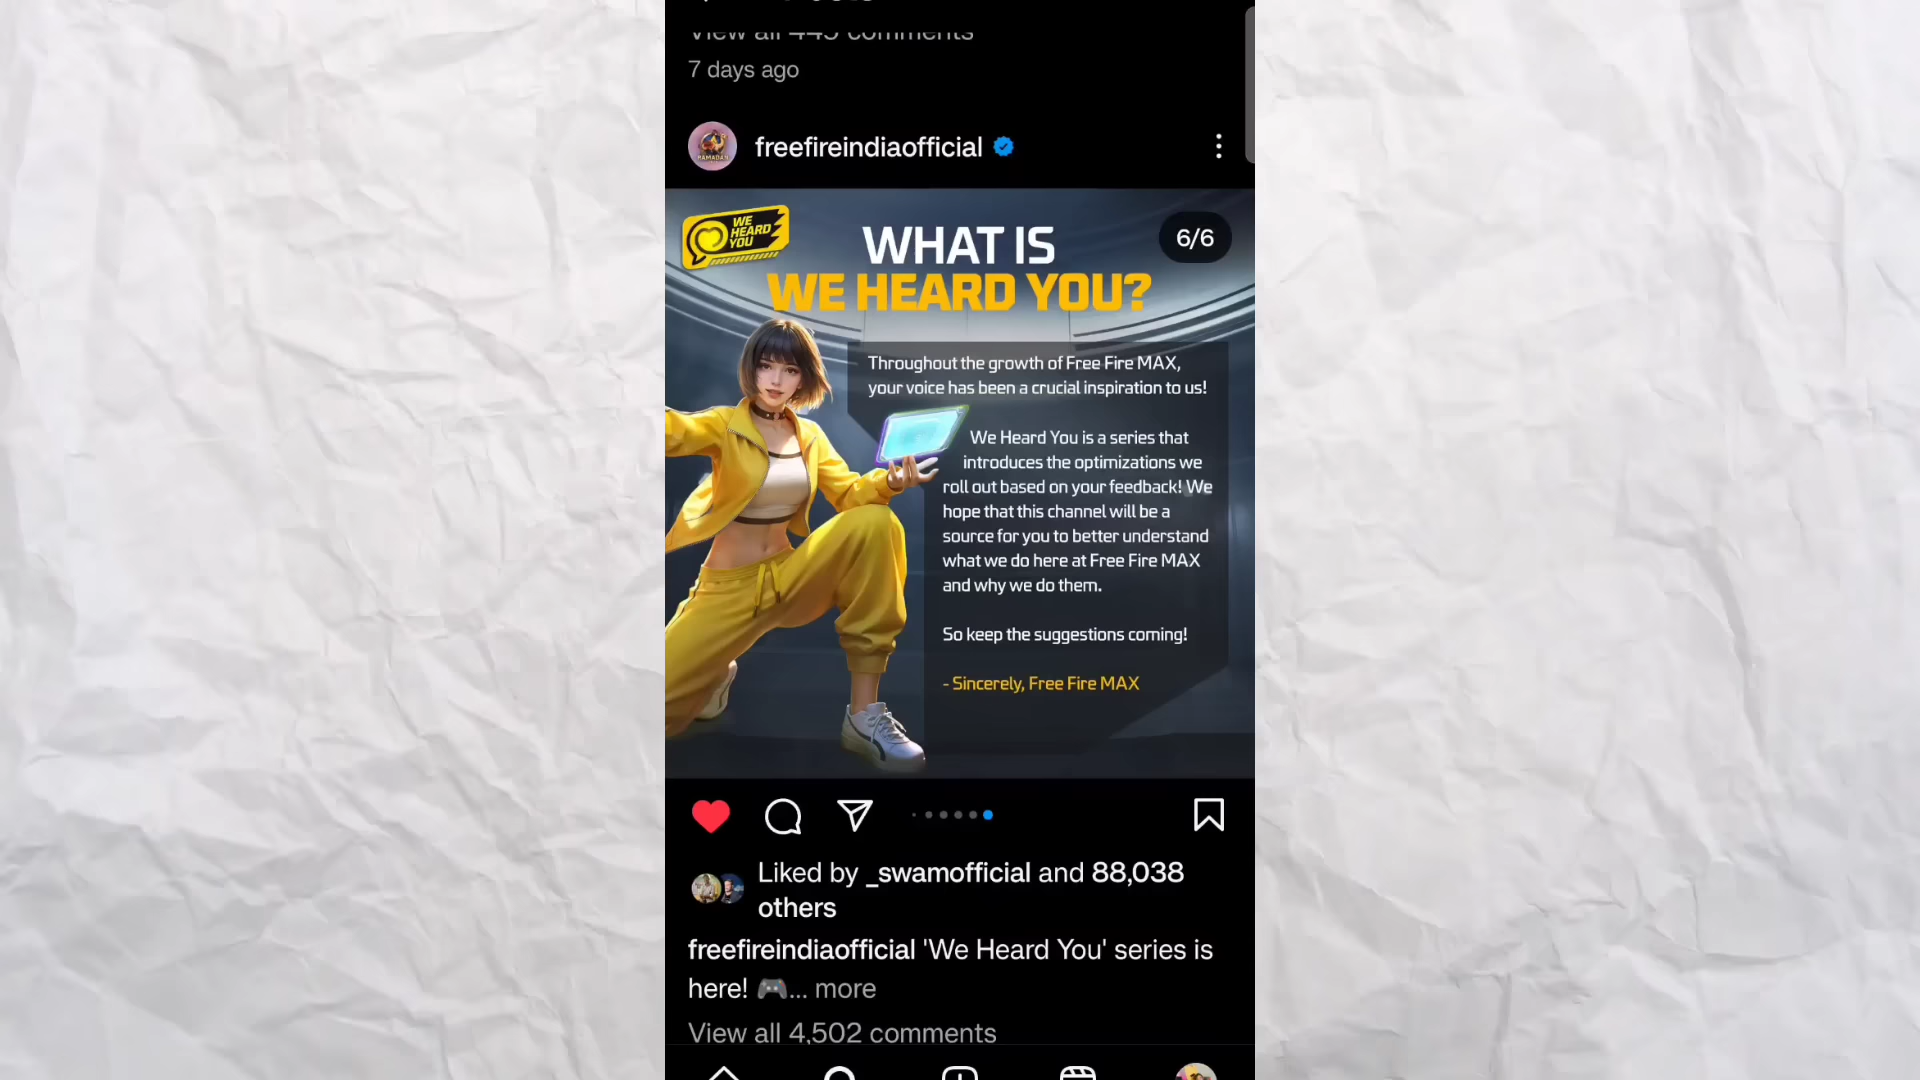 View all 445 comments
7 days ago
freefireindiaofficial
RAMADAN
WE
HEARD
YOU
WHAT IS
6/6
WE HEARD YOU?
Throughout the growth of Free Fire MAX,
your voice has been a crucial inspiration to us!
We Heard You is a series that
introduces the optimizations we
roll out based on your feedback! We
hope that this channel will be a
source for you to better understand
what we do here at Free Fire MAX
and why we do them.
So keep the suggestions coming!
- Sincerely, Free Fire MAX
Liked by _swamofficial and 88,038
others
freefireindiaofficial 'We Heard You' series is
here! 🎮... more
View all 4,502 comments